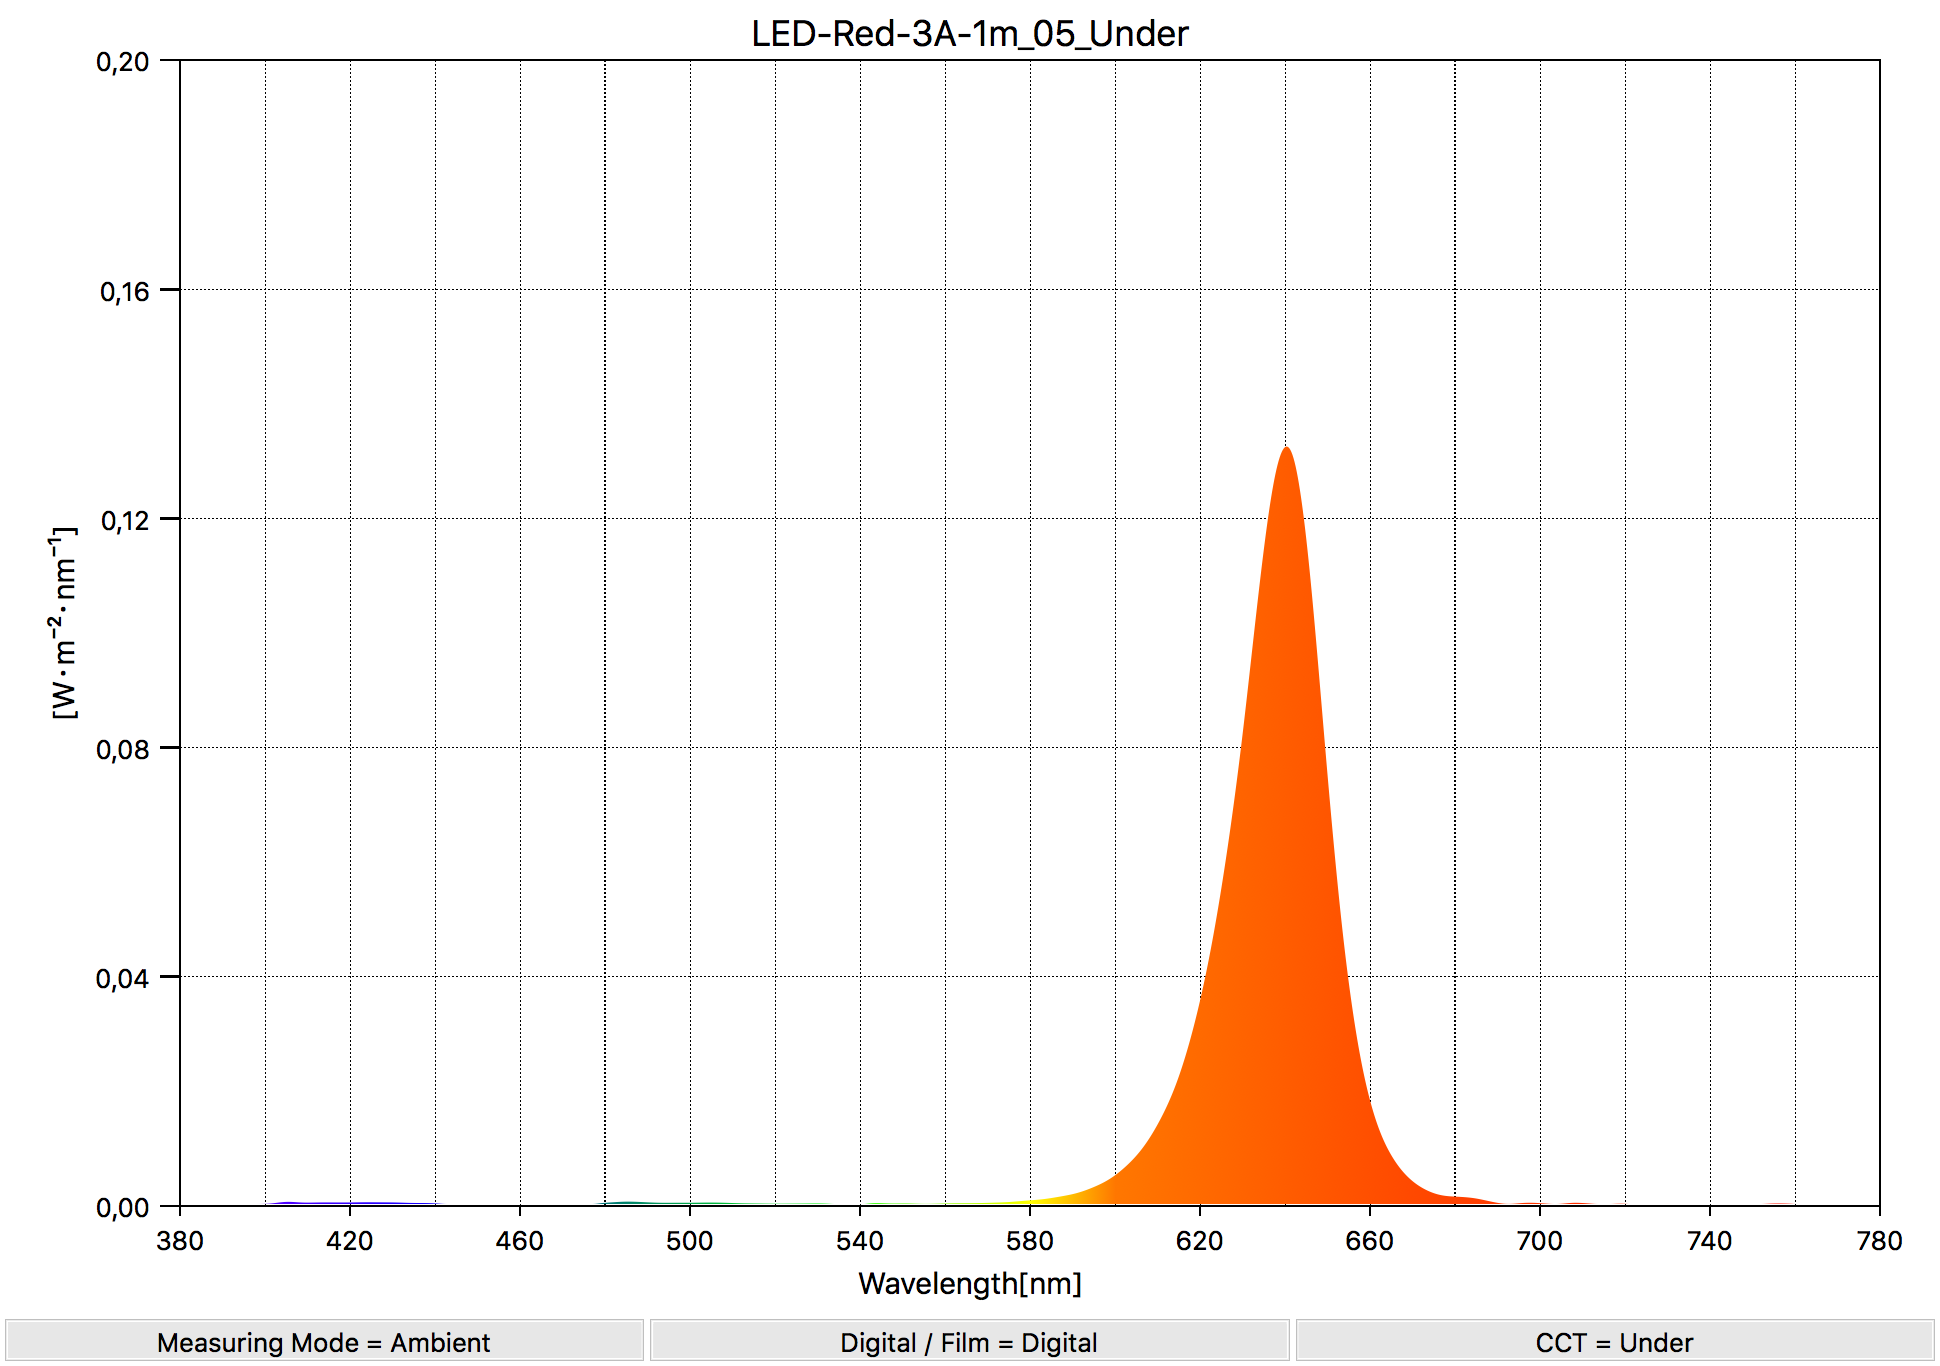 LED-Red-3A-1m_05_Under
0,20
0,16
0,12
0,08
0,04
0,00
[W·m⁻²·nm⁻¹]
380 420 460 500 540 580 620 660 700 740 780
Wavelength[nm]
Measuring Mode = Ambient
Digital / Film = Digital
CCT = Under